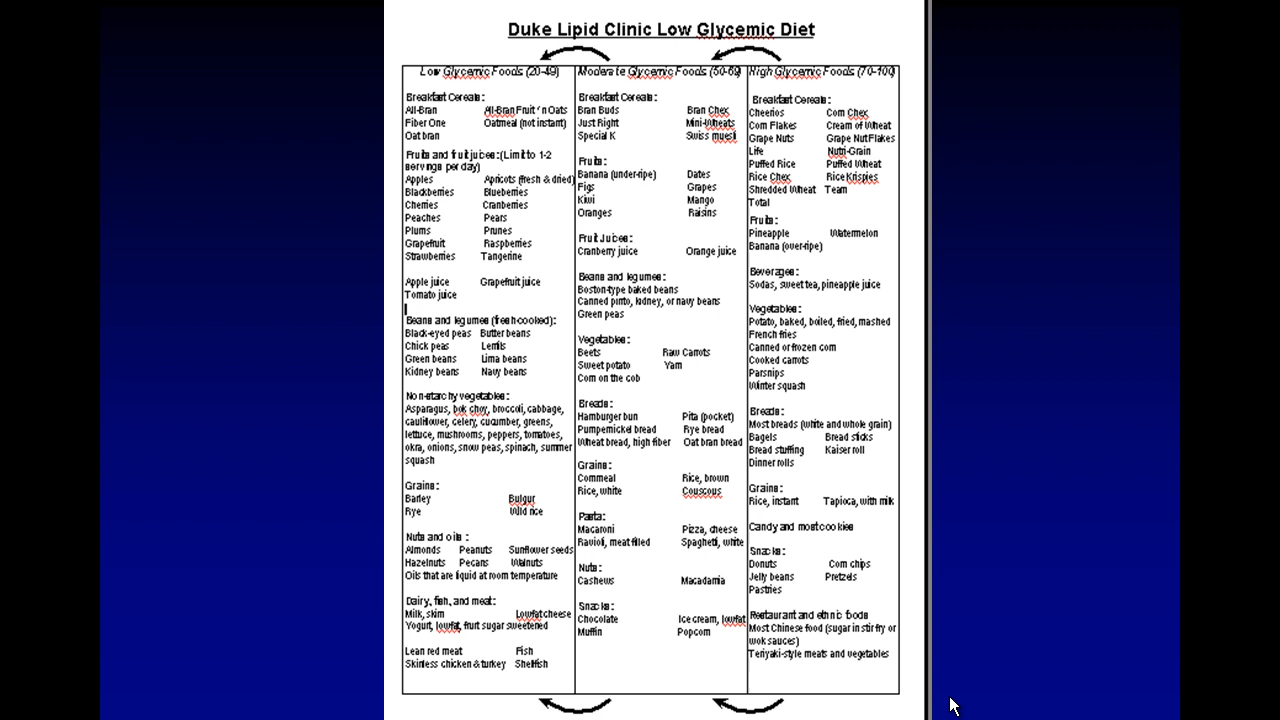 Duke Lipid Clinic Low Glycemic Diet
Low Glycemic Foods (20-49)
Breakfast Cereals:
All-Bran All-Bran Fruit 'n Oats
Fiber One Oatmeal (not instant)
Oat bran
Fruits and fruit juices:(Limit to 1-2
servings per day)
Apples Apricots (fresh & dried)
Blackberries Blueberries
Cherries Cranberries
Peaches Pears
Plums Prunes
Grapefruit Raspberries
Strawberries Tangerine
Apple juice Grapefruit juice
Tomato juice
Beans and legumes (fresh-cooked):
Black-eyed peas Butter beans
Chick peas Lentils
Green beans Lima beans
Kidney beans Navy beans
Non-starchy vegetables:
Asparagus, bok choy, broccoli, cabbage,
cauliflower, celery, cucumber, greens,
lettuce, mushrooms, peppers, tomatoes,
okra, onions, snow peas, spinach, summer
squash
Grains:
Barley Bulgur
Rye Wild rice
Nuts and oils :
Almonds Peanuts Sunflower seeds
Hazelnuts Pecans Walnuts
Oils that are liquid at room temperature
Dairy, fish, and meat:
Milk, skim Lowfat cheese
Yogurt, lowfat, fruit sugar sweetened
Lean red meat Fish
Skinless chicken & turkey Shellfish
Moderate Glycemic Foods (50-69)
Breakfast Cereals:
Bran Buds Bran Chex
Just Right Mini-Wheats
Special K Swiss muesli
Fruits:
Banana (under-ripe) Dates
Figs Grapes
Kiwi Mango
Oranges Raisins
Fruit Juices:
Cranberry juice Orange juice
Beans and legumes:
Boston-type baked beans
Canned pinto, kidney, or navy beans
Green peas
Vegetables:
Beets Raw Carrots
Sweet potato Yam
Corn on the cob
Breads:
Hamburger bun Pita (pocket)
Pumpernickel bread Rye bread
Wheat bread, high fiber Oat bran bread
Grains:
Cornmeal Rice, brown
Rice, white Couscous
Pasta:
Macaroni Pizza, cheese
Ravioli, meat filled Spaghetti, white
Nuts:
Cashews Macadamia
Snacks:
Chocolate Ice cream, lowfat
Muffin Popcorn
High Glycemic Foods (70-100)
Breakfast Cereals:
Cheerios Corn Chex
Corn Flakes Cream of Wheat
Grape Nuts Grape Nut Flakes
Life Nutri-Grain
Puffed Rice Puffed Wheat
Rice Chex Rice Krispies
Shredded Wheat Team
Total
Fruits:
Pineapple Watermelon
Banana (over-ripe)
Beverages:
Sodas, sweet tea, pineapple juice
Vegetables:
Potato, baked, boiled, fried, mashed
French fries
Canned or frozen corn
Cooked carrots
Parsnips
Winter squash
Breads:
Most breads (white and whole grain)
Bagels Bread sticks
Bread stuffing Kaiser roll
Dinner rolls
Grains:
Rice, instant Tapioca, with milk
Candy and most cookies
Snacks:
Donuts Corn chips
Jelly beans Pretzels
Pastries
Restaurant and ethnic foods
Most Chinese food (sugar in stir fry or
wok sauces)
Teriyaki-style meats and vegetables